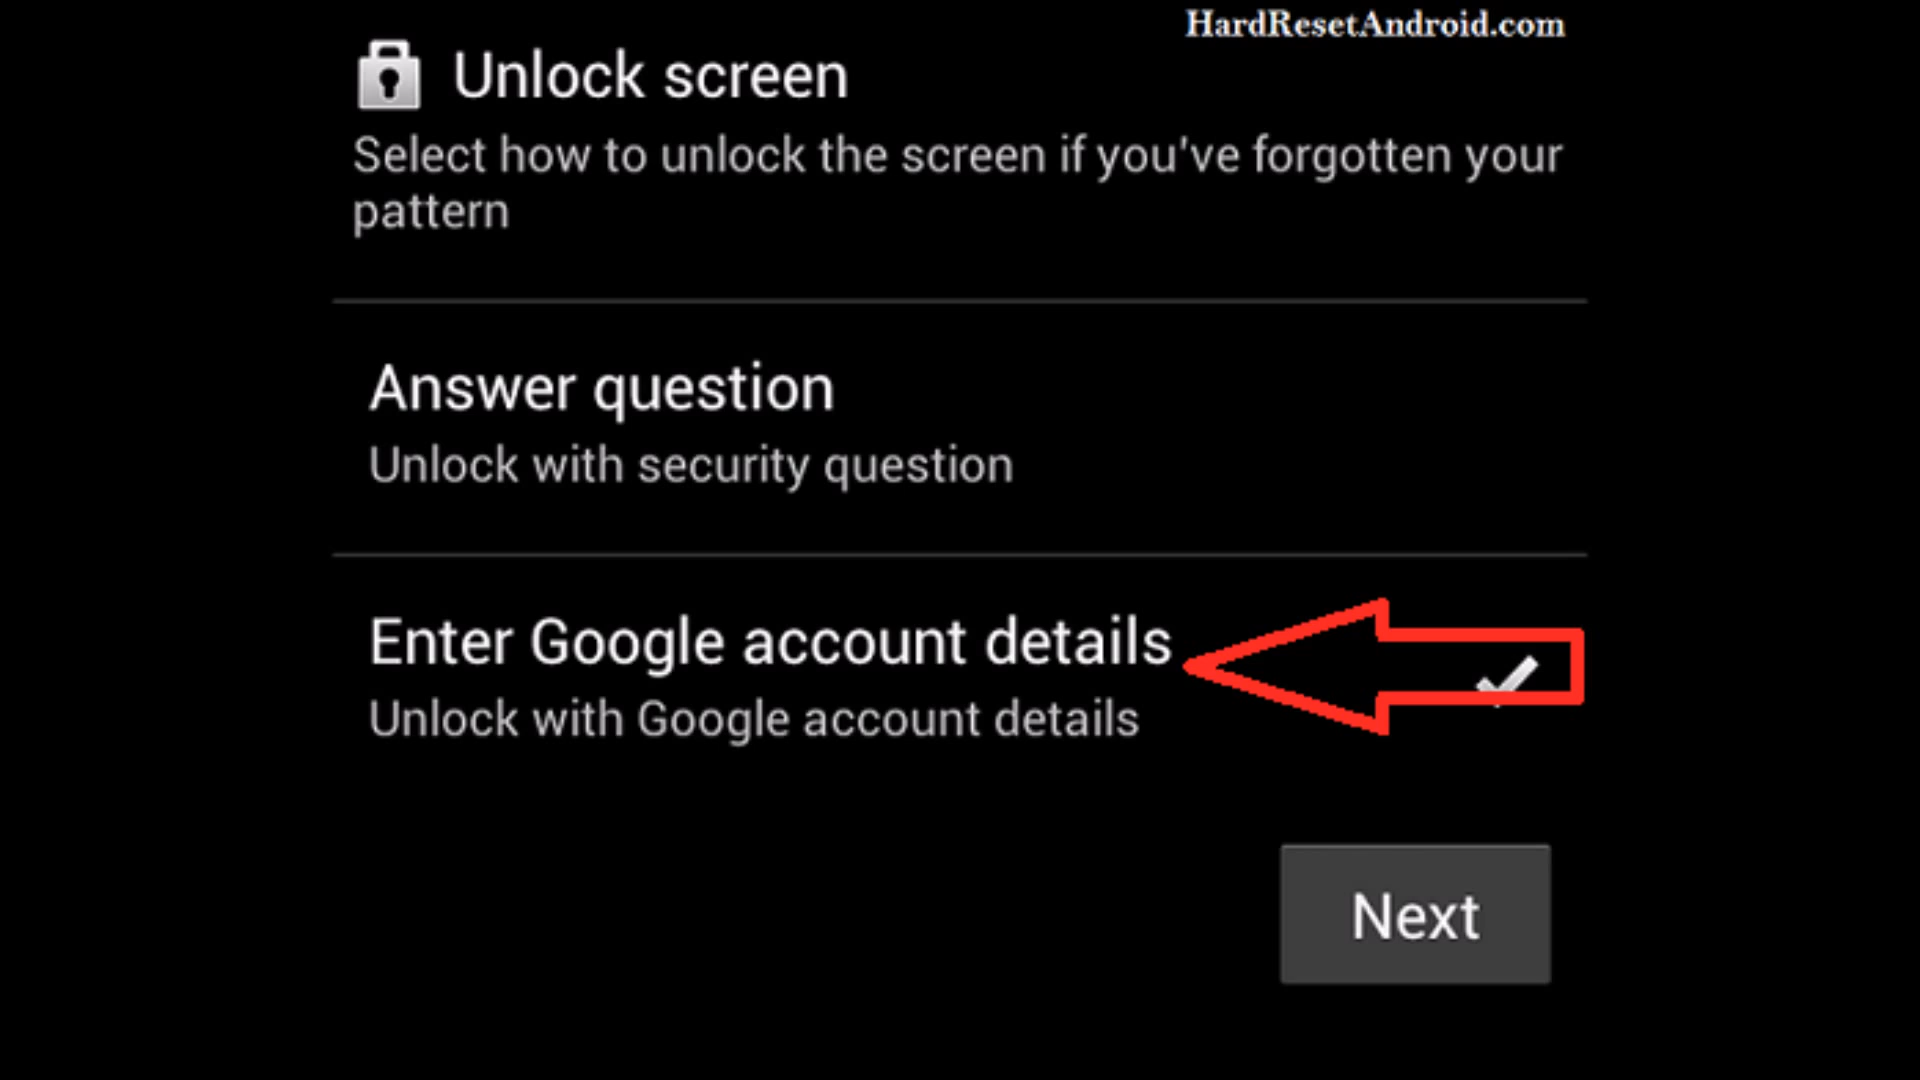 HardResetAndroid.com
Unlock screen
Select how to unlock the screen if you've forgotten your
pattern
Answer question
Unlock with security question
Enter Google account details
Unlock with Google account details
Next